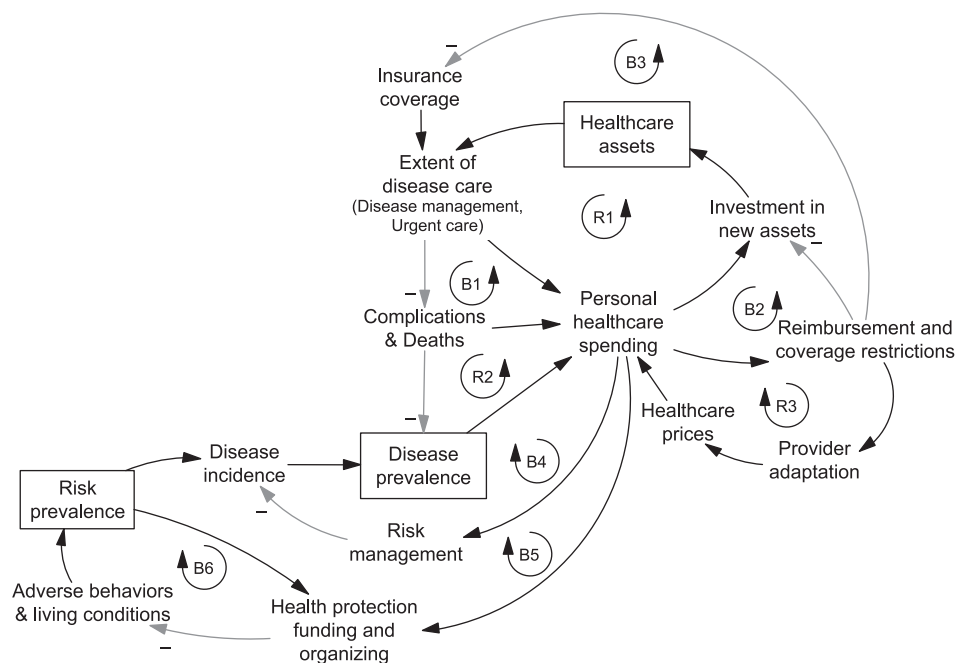 –
B3
Insurance
coverage
Healthcare
assets
Extent of
disease care
(Disease management,
Urgent care)
R1
Investment in
new assets
–
–
B1
Complications
& Deaths
Personal
healthcare
spending
B2
Reimbursement and
coverage restrictions
R2
R3
–
Healthcare
prices
Provider
adaptation
Disease
incidence
Disease
prevalence
B4
Risk
prevalence
–
Risk
management
B5
B6
Adverse behaviors
& living conditions
Health protection
funding and
organizing
–